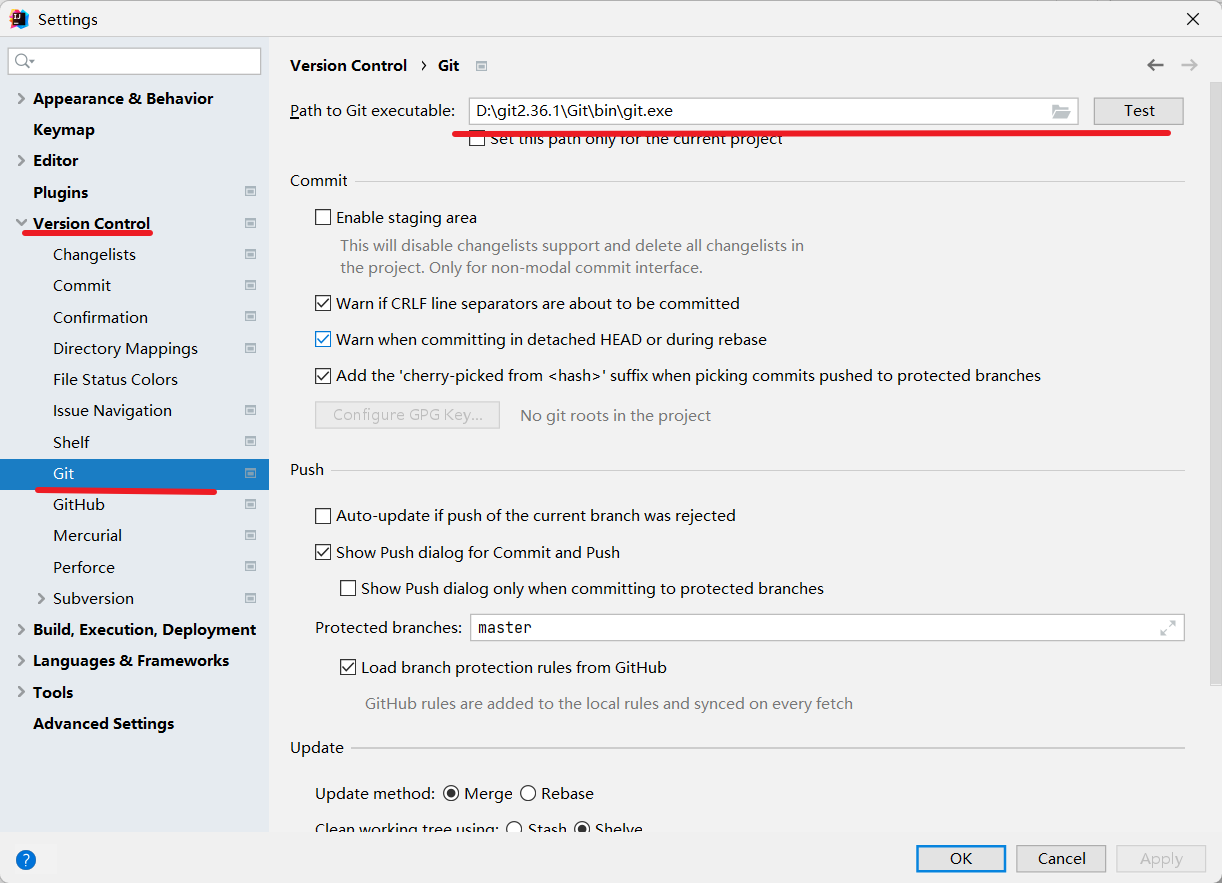 Settings
Appearance & Behavior
Keymap
Editor
Plugins
Version Control
Changelists
Commit
Confirmation
Directory Mappings
File Status Colors
Issue Navigation
Shelf
Git
GitHub
Mercurial
Perforce
Subversion
Build, Execution, Deployment
Languages & Frameworks
Tools
Advanced Settings
Version Control › Git
Path to Git executable: D:\git2.36.1\Git\bin\git.exe Test
Set this path only for the current project
Commit
Enable staging area
This will disable changelists support and delete all changelists in
the project. Only for non-modal commit interface.
Warn if CRLF line separators are about to be committed
Warn when committing in detached HEAD or during rebase
Add the 'cherry-picked from <hash>' suffix when picking commits pushed to protected branches
Configure GPG Key... No git roots in the project
Push
Auto-update if push of the current branch was rejected
Show Push dialog for Commit and Push
Show Push dialog only when committing to protected branches
Protected branches: master
Load branch protection rules from GitHub
GitHub rules are added to the local rules and synced on every fetch
Update
Update method: Merge Rebase
Clean working tree using: Stash Shelve
? OK Cancel Apply